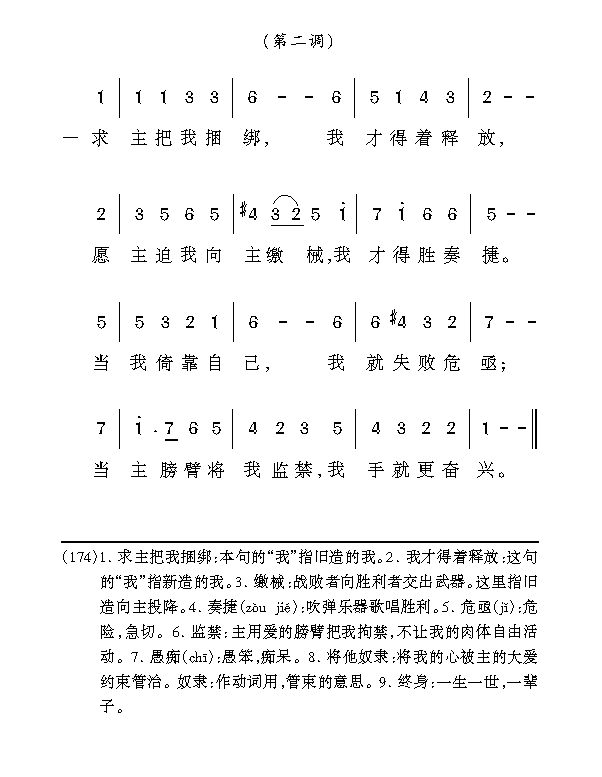 (第二调)
1 | 1 1 3 3 | 6 - - 6 | 5 1 4 3 | 2 - -
一 求 主把我捆 绑, 我 才得着释 放,
2 | 3 5 6 5 | #4 3 2 5 i | 7 i 6 6 | 5 - -
愿 主迫我向 主缴 械,我 才得胜奏 捷。
5 | 5 3 2 1 | 6 - - 6 | 6 #4 3 2 | 7 - -
当 我倚靠自 己, 我 就失败危 亟;
7 | i . 7 6 5 | 4 2 3 5 | 4 3 2 2 | 1 - - ‖
当 主膀臂将 我监禁,我 手就更奋 兴。
(174)1. 求主把我捆绑:本句的“我”指旧造的我。2. 我才得着释放:这句
的“我”指新造的我。3. 缴械:战败者向胜利者交出武器。这里指旧
造向主投降。4. 奏捷(zòu jié):吹弹乐器歌唱胜利。5. 危亟(jí):危
险,急切。 6. 监禁:主用爱的膀臂把我拘禁,不让我的肉体自由活
动。 7. 愚痴(chī):愚笨,痴呆。 8. 将他奴隶:将我的心被主的大爱
约束管治。奴隶:作动词用,管束的意思。9. 终身:一生一世,一辈
子。